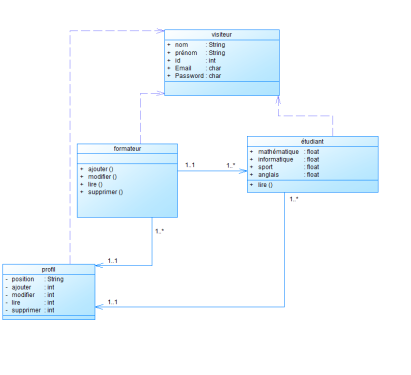 visiteur
+ nom : String
+ prénom : String
+ id : int
+ Email : char
+ Password : char
formateur
+ ajouter ()
+ modifier ()
+ lire ()
+ supprimer ()
1..1
1..*
étudiant
+ mathématique : float
+ informatique : float
+ sport : float
+ anglais : float
+ lire ()
1..*
1..*
1..1
profil
- position : String
- ajouter : int
- modifier : int
- lire : int
- supprimer : int
1..1